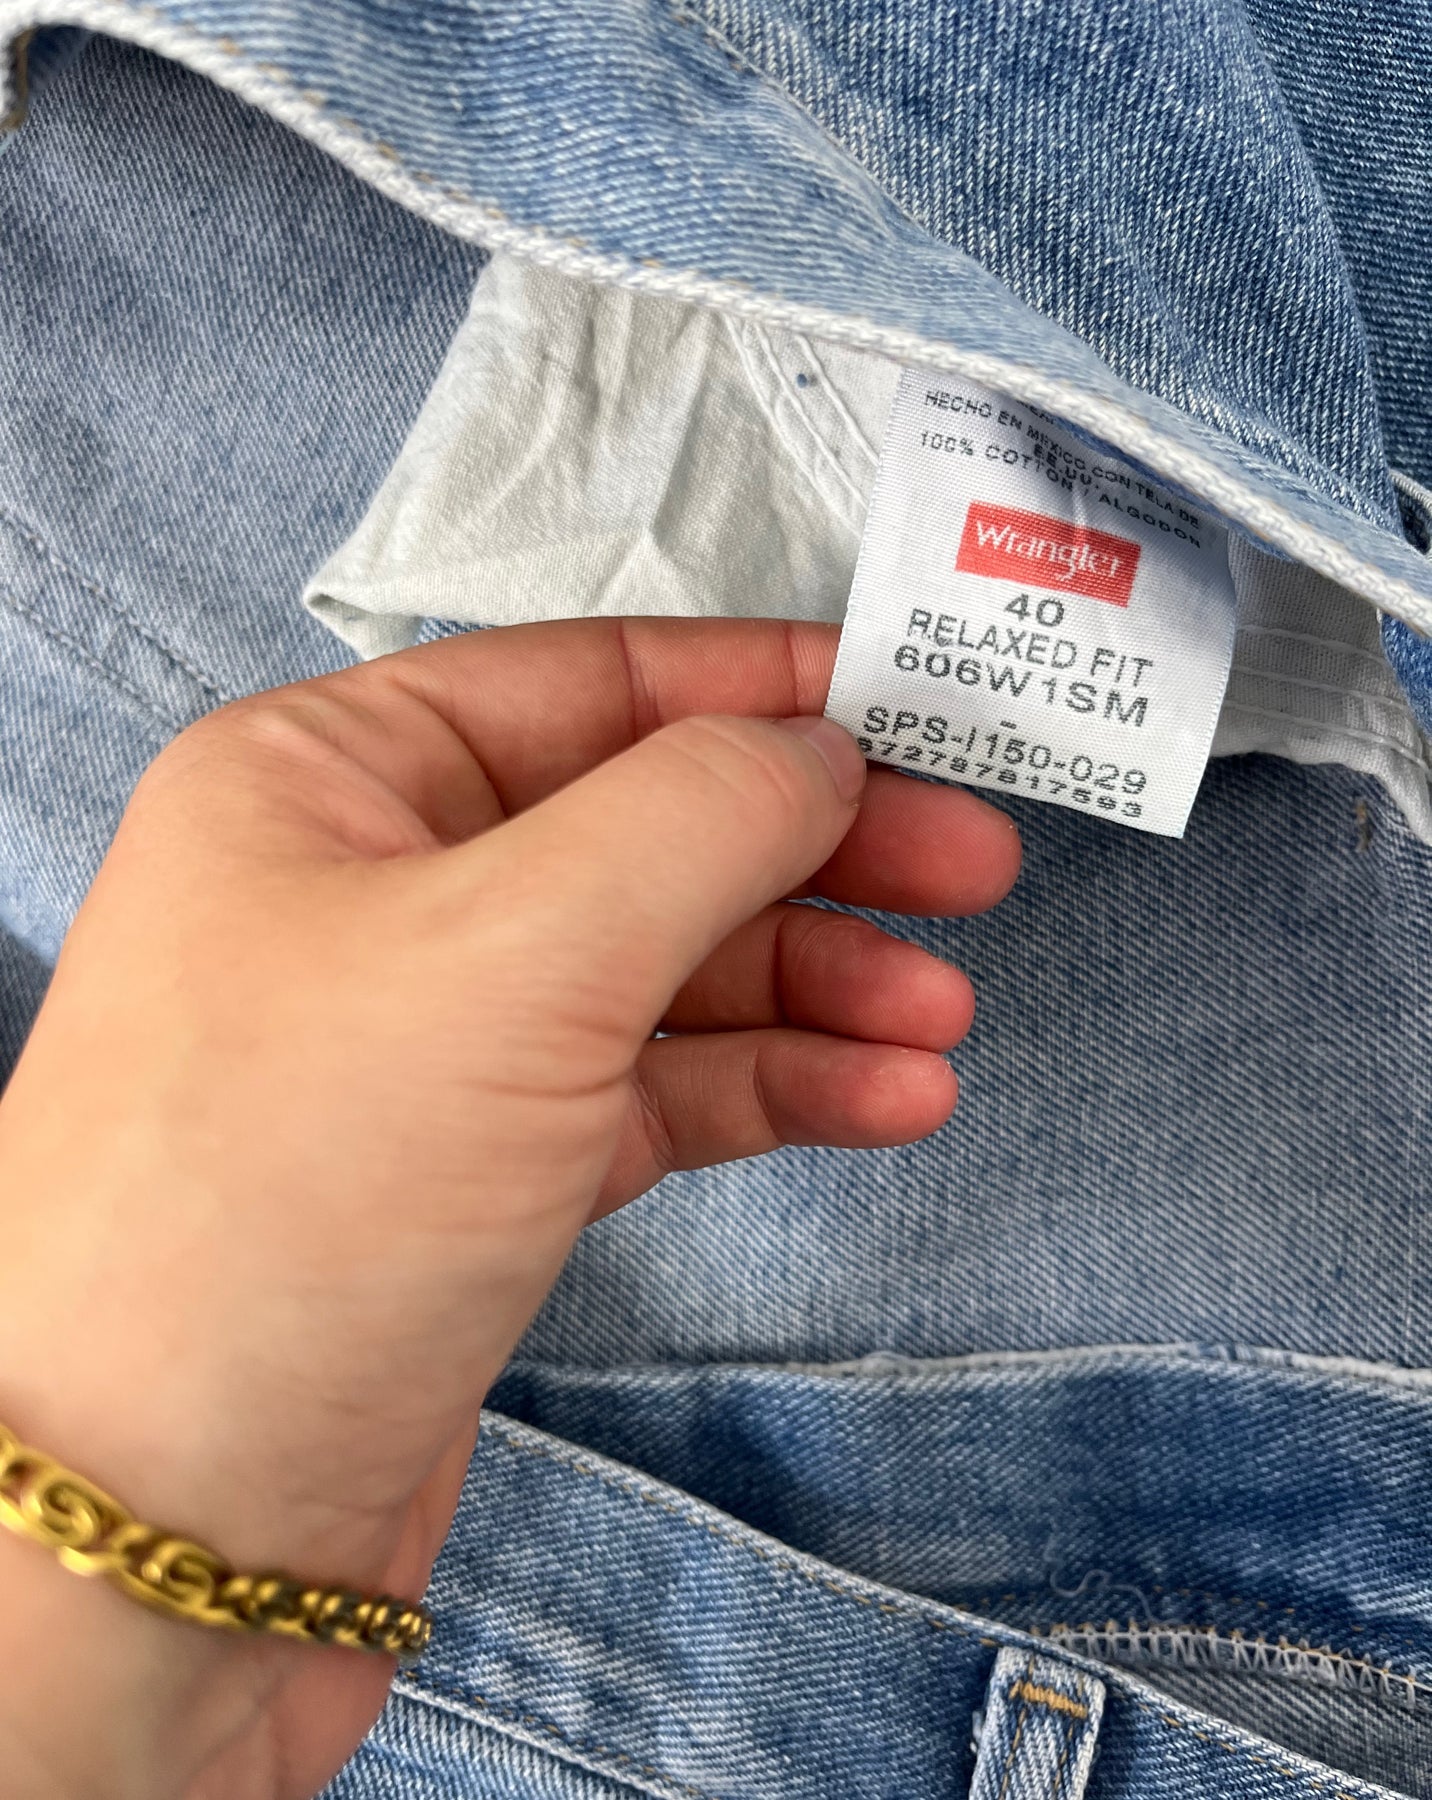 HECHO EN MEXICO CON TELA DE
EE.UU.
100% COTTON / ALGODON
Wrangler
40
RELAXED FIT
606W1SM
-
SPS-I150-029